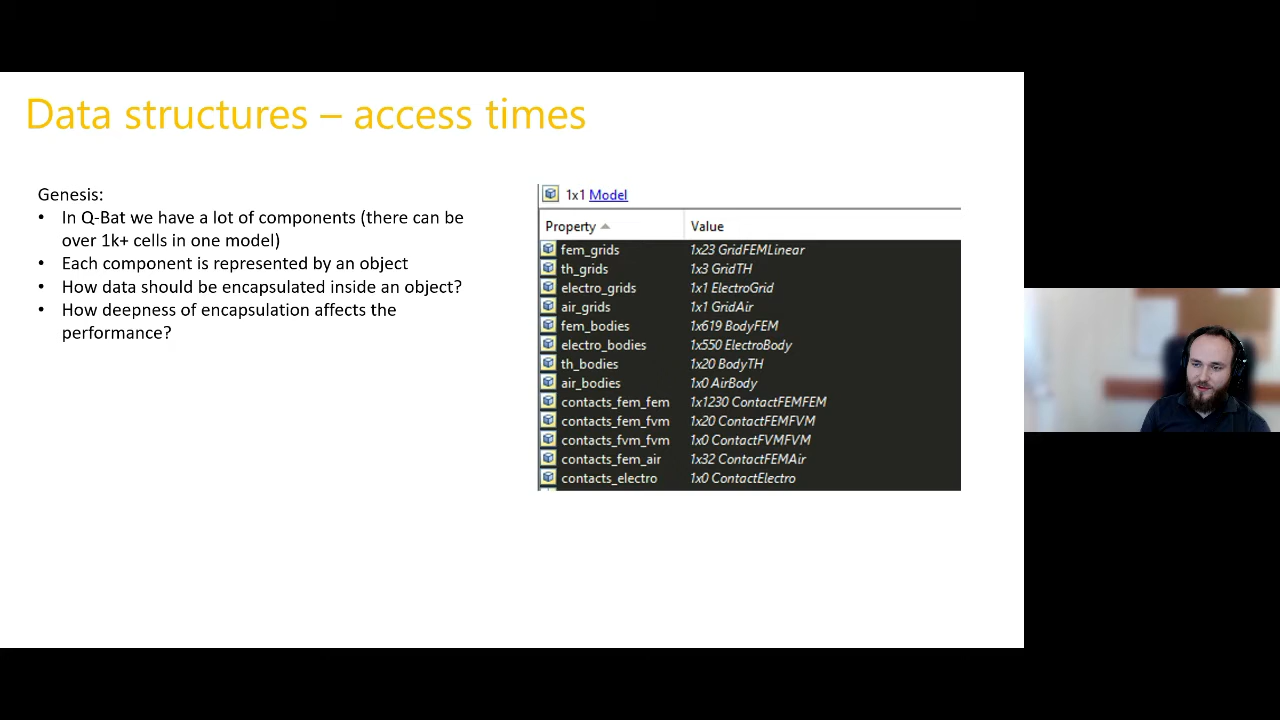 Data structures – access times
Genesis:
• In Q-Bat we have a lot of components (there can be
over 1k+ cells in one model)
• Each component is represented by an object
• How data should be encapsulated inside an object?
• How deepness of encapsulation affects the
performance?
1x1 Model
Property Value
fem_grids 1x23 GridFEMLinear
th_grids 1x3 GridTH
electro_grids 1x1 ElectroGrid
air_grids 1x1 GridAir
fem_bodies 1x619 BodyFEM
electro_bodies 1x550 ElectroBody
th_bodies 1x20 BodyTH
air_bodies 1x0 AirBody
contacts_fem_fem 1x1230 ContactFEMFEM
contacts_fem_fvm 1x20 ContactFEMFVM
contacts_fvm_fvm 1x0 ContactFVMFVM
contacts_fem_air 1x32 ContactFEMAir
contacts_electro 1x0 ContactElectro